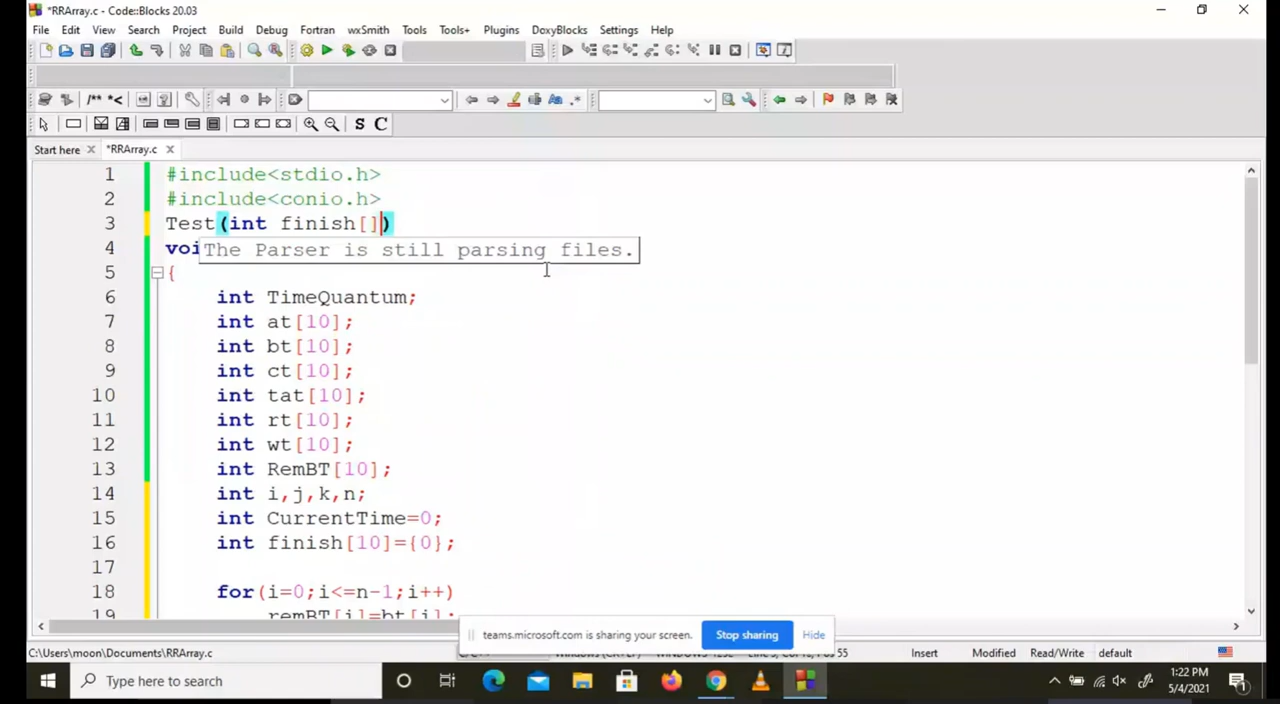 *RRArray.c - Code::Blocks 20.03
File Edit View Search Project Build Debug Fortran wxSmith Tools Tools+ Plugins DoxyBlocks Settings Help
/** *<
.*
S C
Start here *RRArray.c
1 #include<stdio.h>
2 #include<conio.h>
3 Test(int finish[])
4 voi
The Parser is still parsing files.
5 {
6 int TimeQuantum;
7 int at[10];
8 int bt[10];
9 int ct[10];
10 int tat[10];
11 int rt[10];
12 int wt[10];
13 int RemBT[10];
14 int i,j,k,n;
15 int CurrentTime=0;
16 int finish[10]={0};
17
18 for(i=0;i<=n-1;i++)
19 remBT[i]=bt[i];
teams.microsoft.com is sharing your screen. Stop sharing Hide
C:\Users\moon\Documents\RRArray.c 55 Insert Modified Read/Write default
Type here to search
1:22 PM
5/4/2021
1